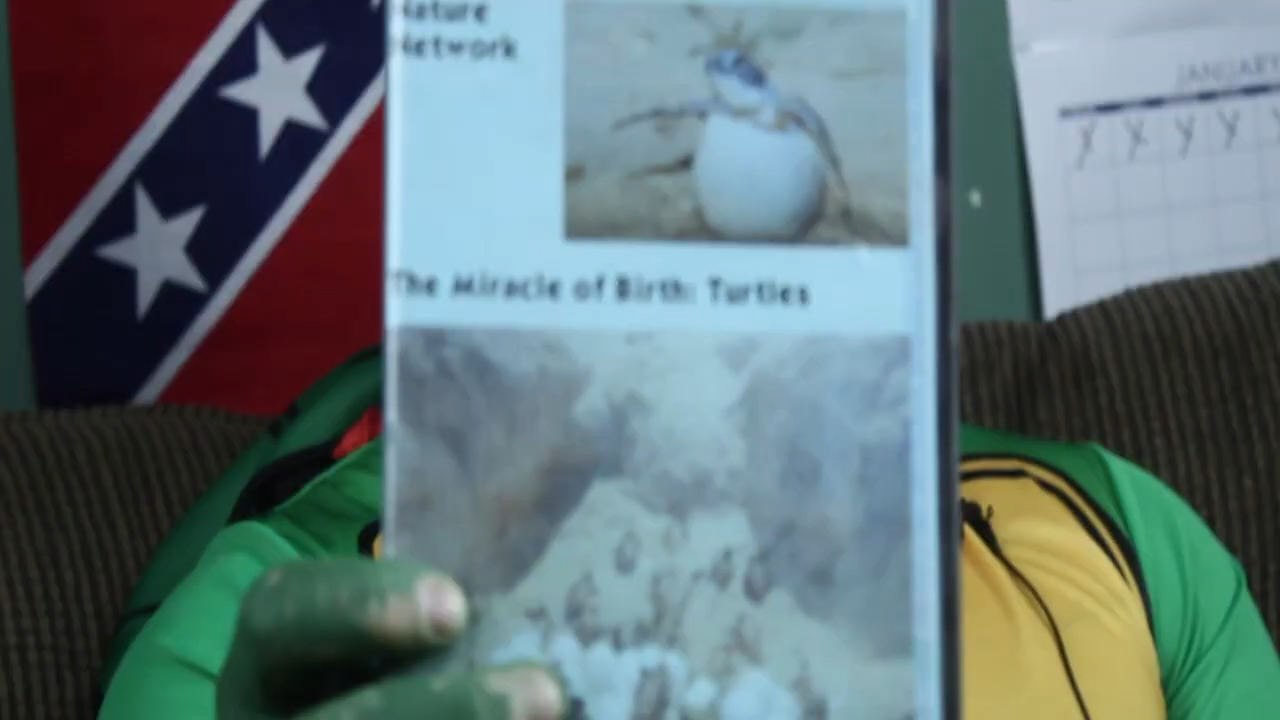 Nature
Network
The Miracle of Birth: Turtles
JANUARY
X X Y Y